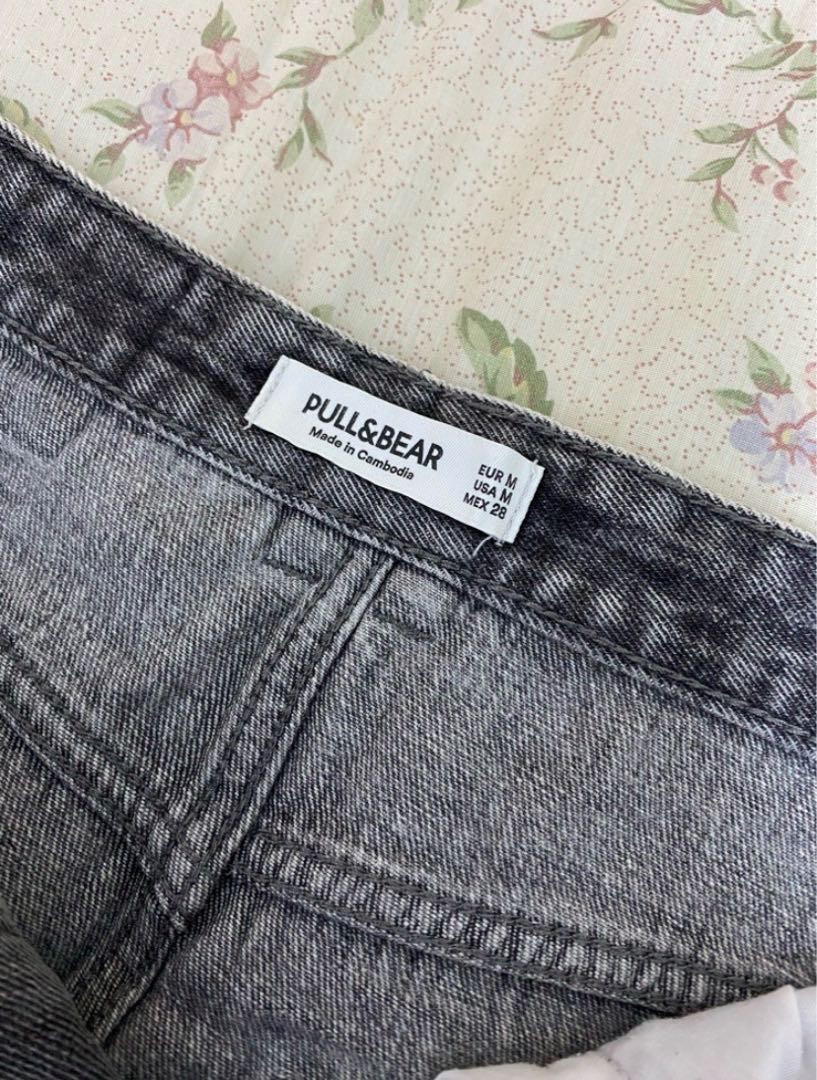 PULL&BEAR
Made in Cambodia
EUR M
USA M
MEX 28